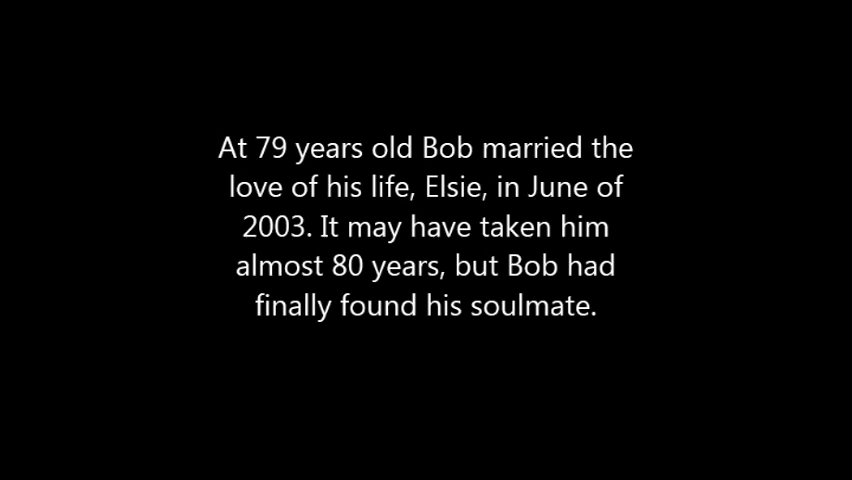 At 79 years old Bob married the
love of his life, Elsie, in June of
2003. It may have taken him
almost 80 years, but Bob had
finally found his soulmate.